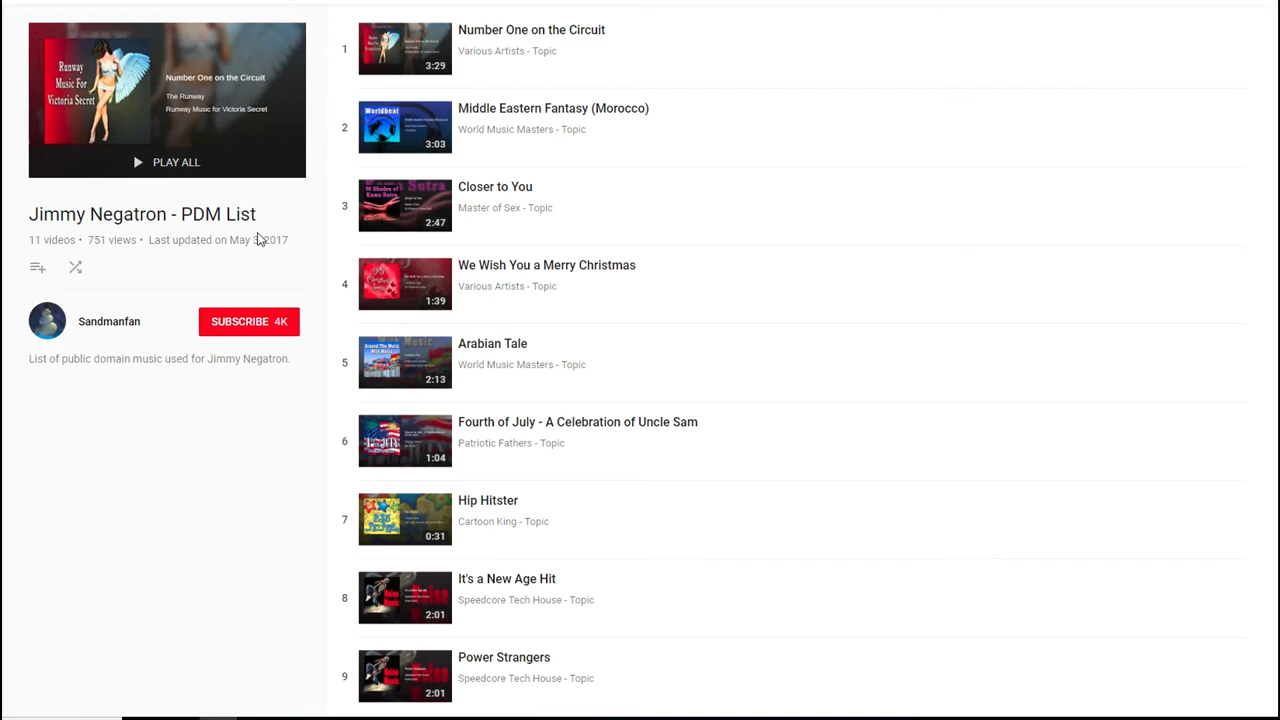 Runway
Music For
Victoria Secret
Number One on the Circuit
The Runway
Runway Music for Victoria Secret
PLAY ALL
Jimmy Negatron - PDM List
11 videos • 751 views • Last updated on May 3, 2017
Sandmanfan
SUBSCRIBE 4K
List of public domain music used for Jimmy Negatron.
1
3:29
Number One on the Circuit
Various Artists - Topic
2
Worldbeat
3:03
Middle Eastern Fantasy (Morocco)
World Music Masters - Topic
3
2:47
Closer to You
Master of Sex - Topic
4
1:39
We Wish You a Merry Christmas
Various Artists - Topic
5
2:13
Arabian Tale
World Music Masters - Topic
6
1:04
Fourth of July - A Celebration of Uncle Sam
Patriotic Fathers - Topic
7
0:31
Hip Hitster
Cartoon King - Topic
8
2:01
It's a New Age Hit
Speedcore Tech House - Topic
9
2:01
Power Strangers
Speedcore Tech House - Topic